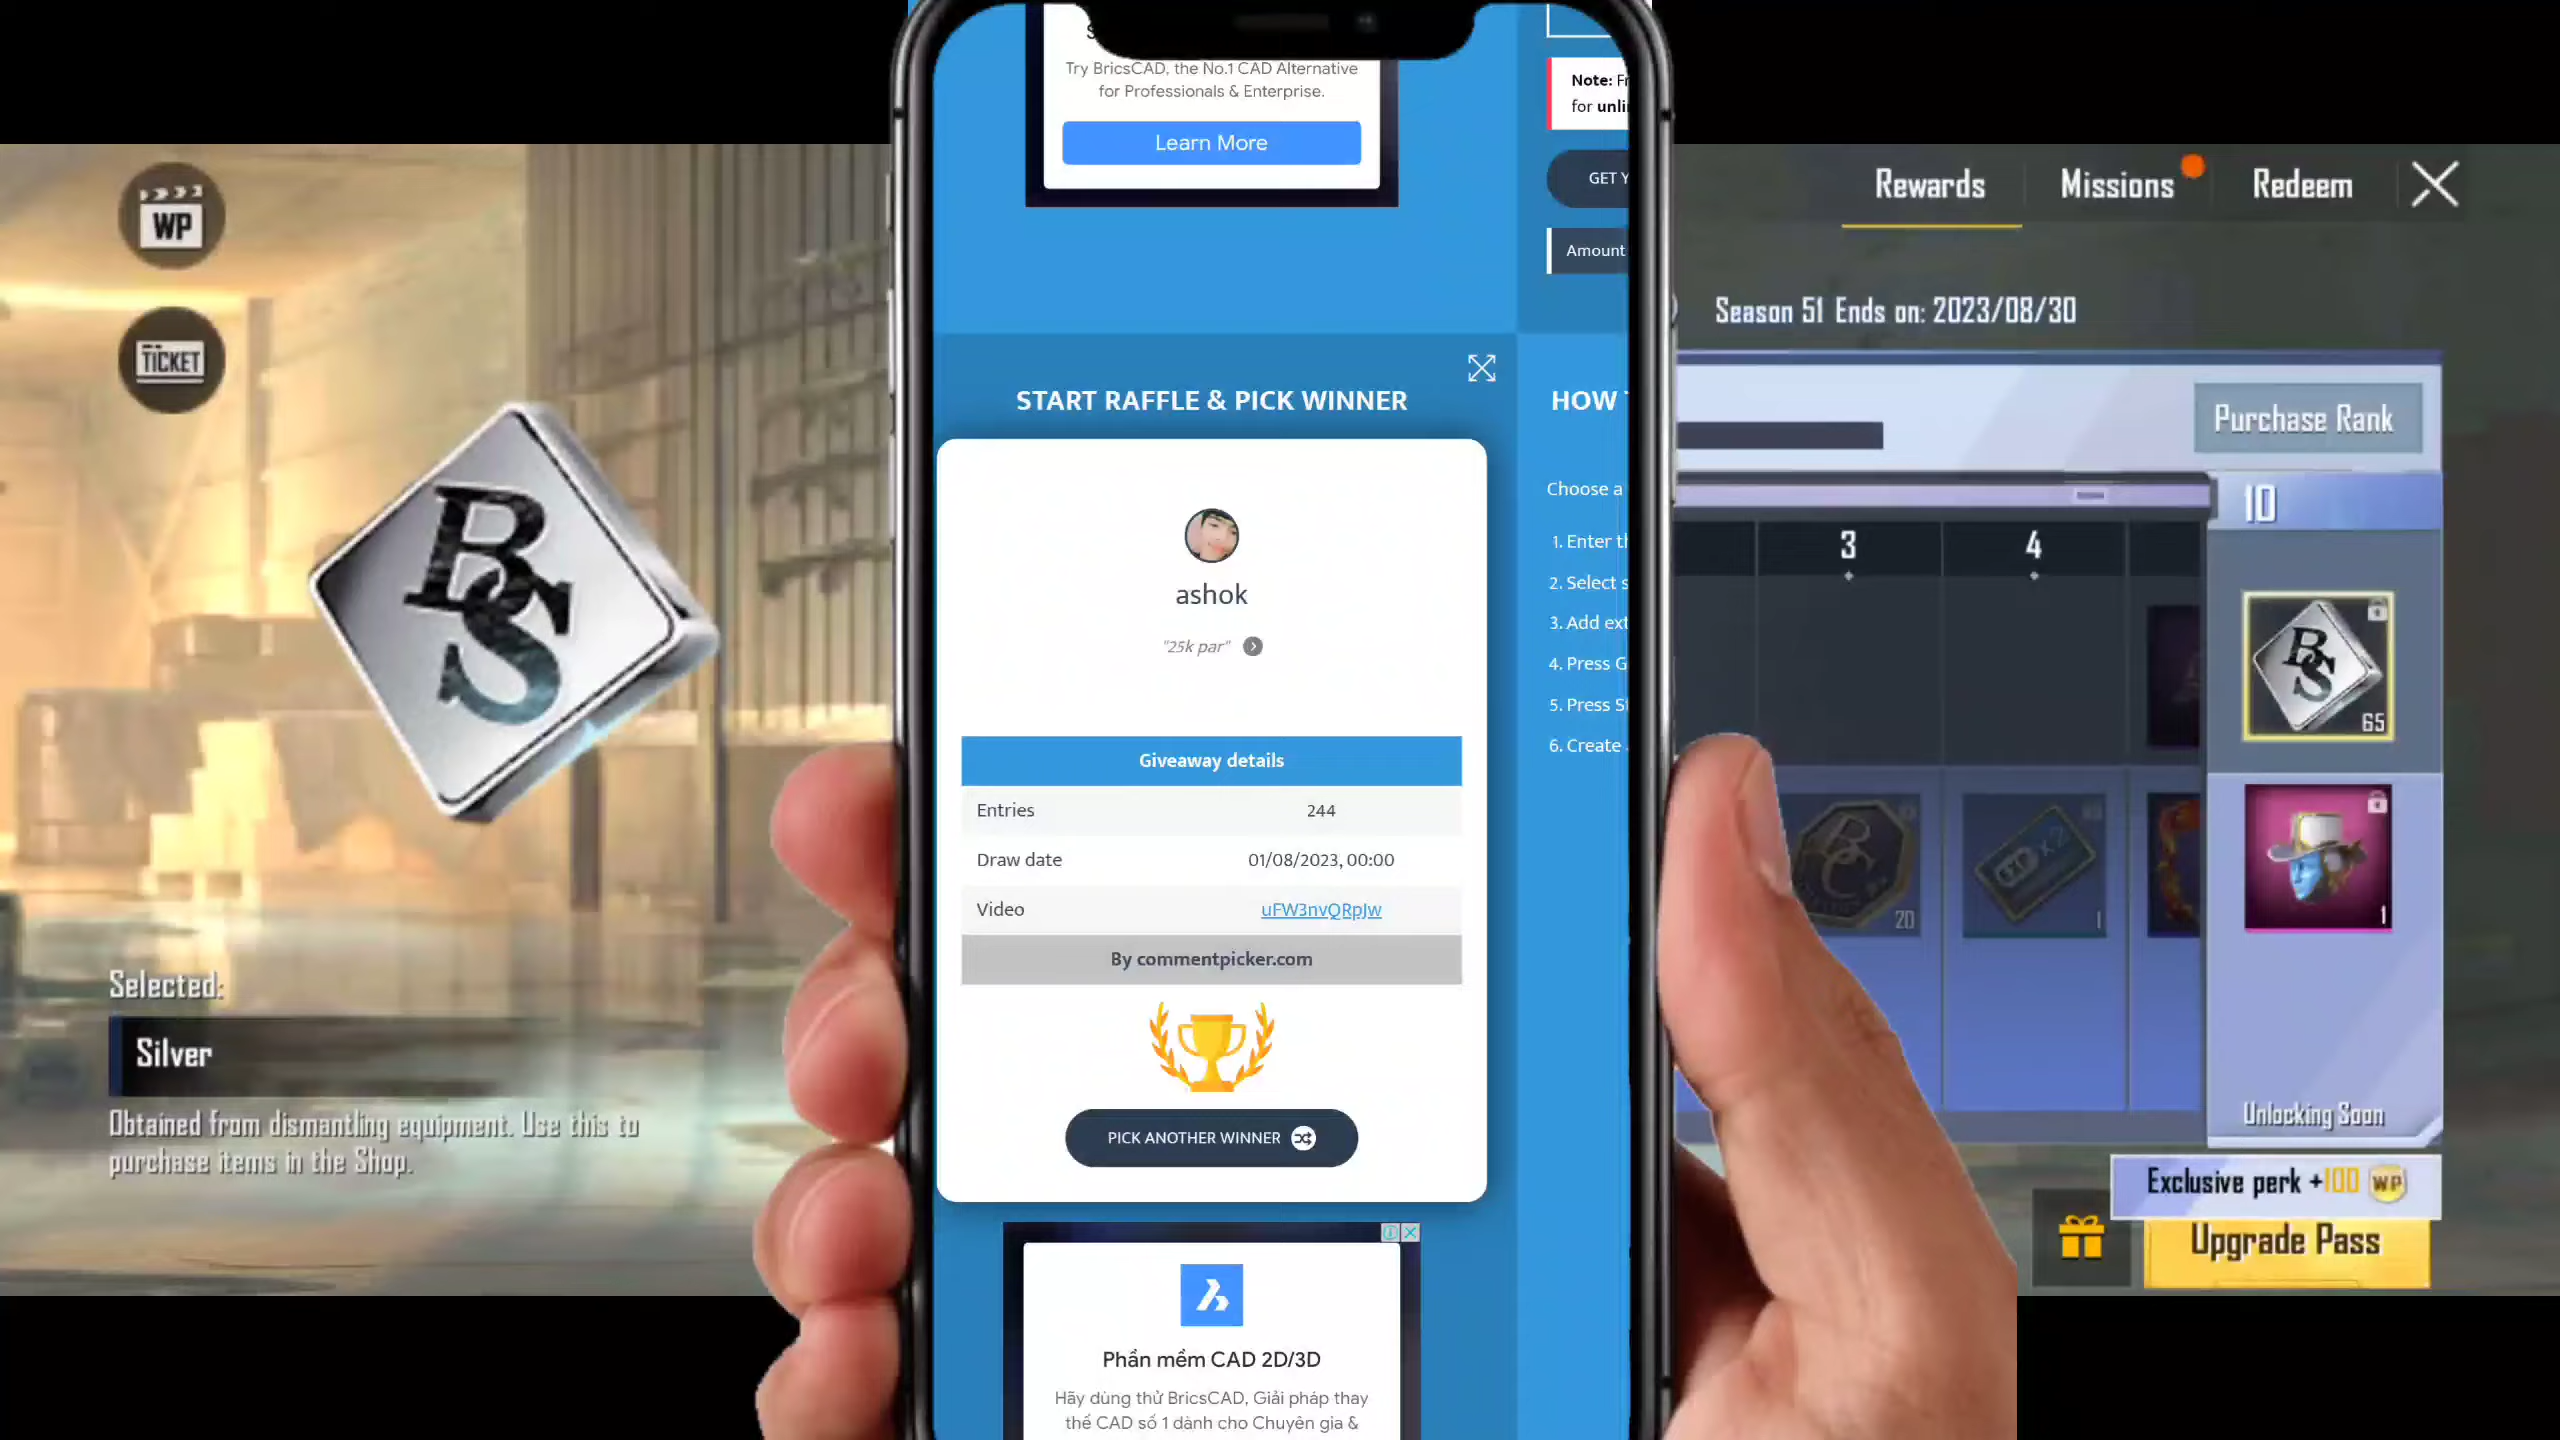 WP
TICKET
BS
Selected:
Silver
Obtained from dismantling equipment. Use this to
purchase items in the Shop.
Try BricsCAD, the No.1 CAD Alternative
for Professionals & Enterprise.
Learn More
START RAFFLE & PICK WINNER
ashok
"25k par"
Giveaway details
Entries 244
Draw date 01/08/2023, 00:00
Video uFW3nvQRpJw
By commentpicker.com
PICK ANOTHER WINNER
Phần mềm CAD 2D/3D
Hãy dùng thử BricsCAD, Giải pháp thay
thế CAD số 1 dành cho Chuyên gia &
Note:
for
GET
Amount
HOW
Choose a
1. Enter
2. Select
3. Add
4. Press
5. Press
6. Create
Rewards Missions Redeem
Season 51 Ends on: 2023/08/30
Purchase Rank
3 4 10
BS
65
BC
20
x2
1
1
Unlocking Soon
Exclusive perk +100 WP
Upgrade Pass